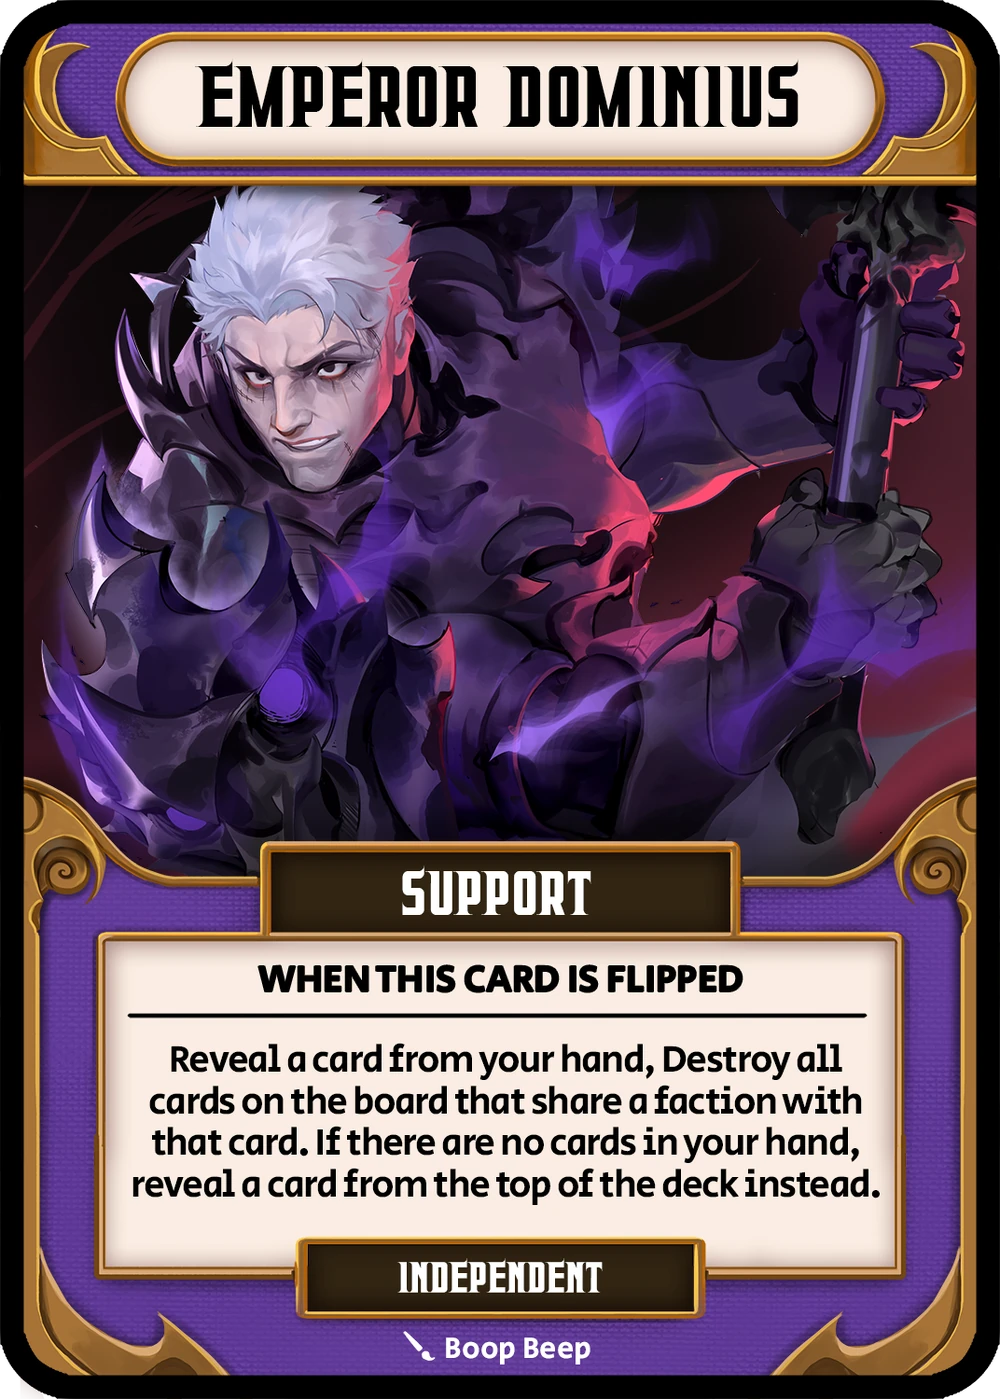 EMPEROR DOMINIUS
SUPPORT
WHEN THIS CARD IS FLIPPED
Reveal a card from your hand, Destroy all
cards on the board that share a faction with
that card. If there are no cards in your hand,
reveal a card from the top of the deck instead.
INDEPENDENT
Boop Beep